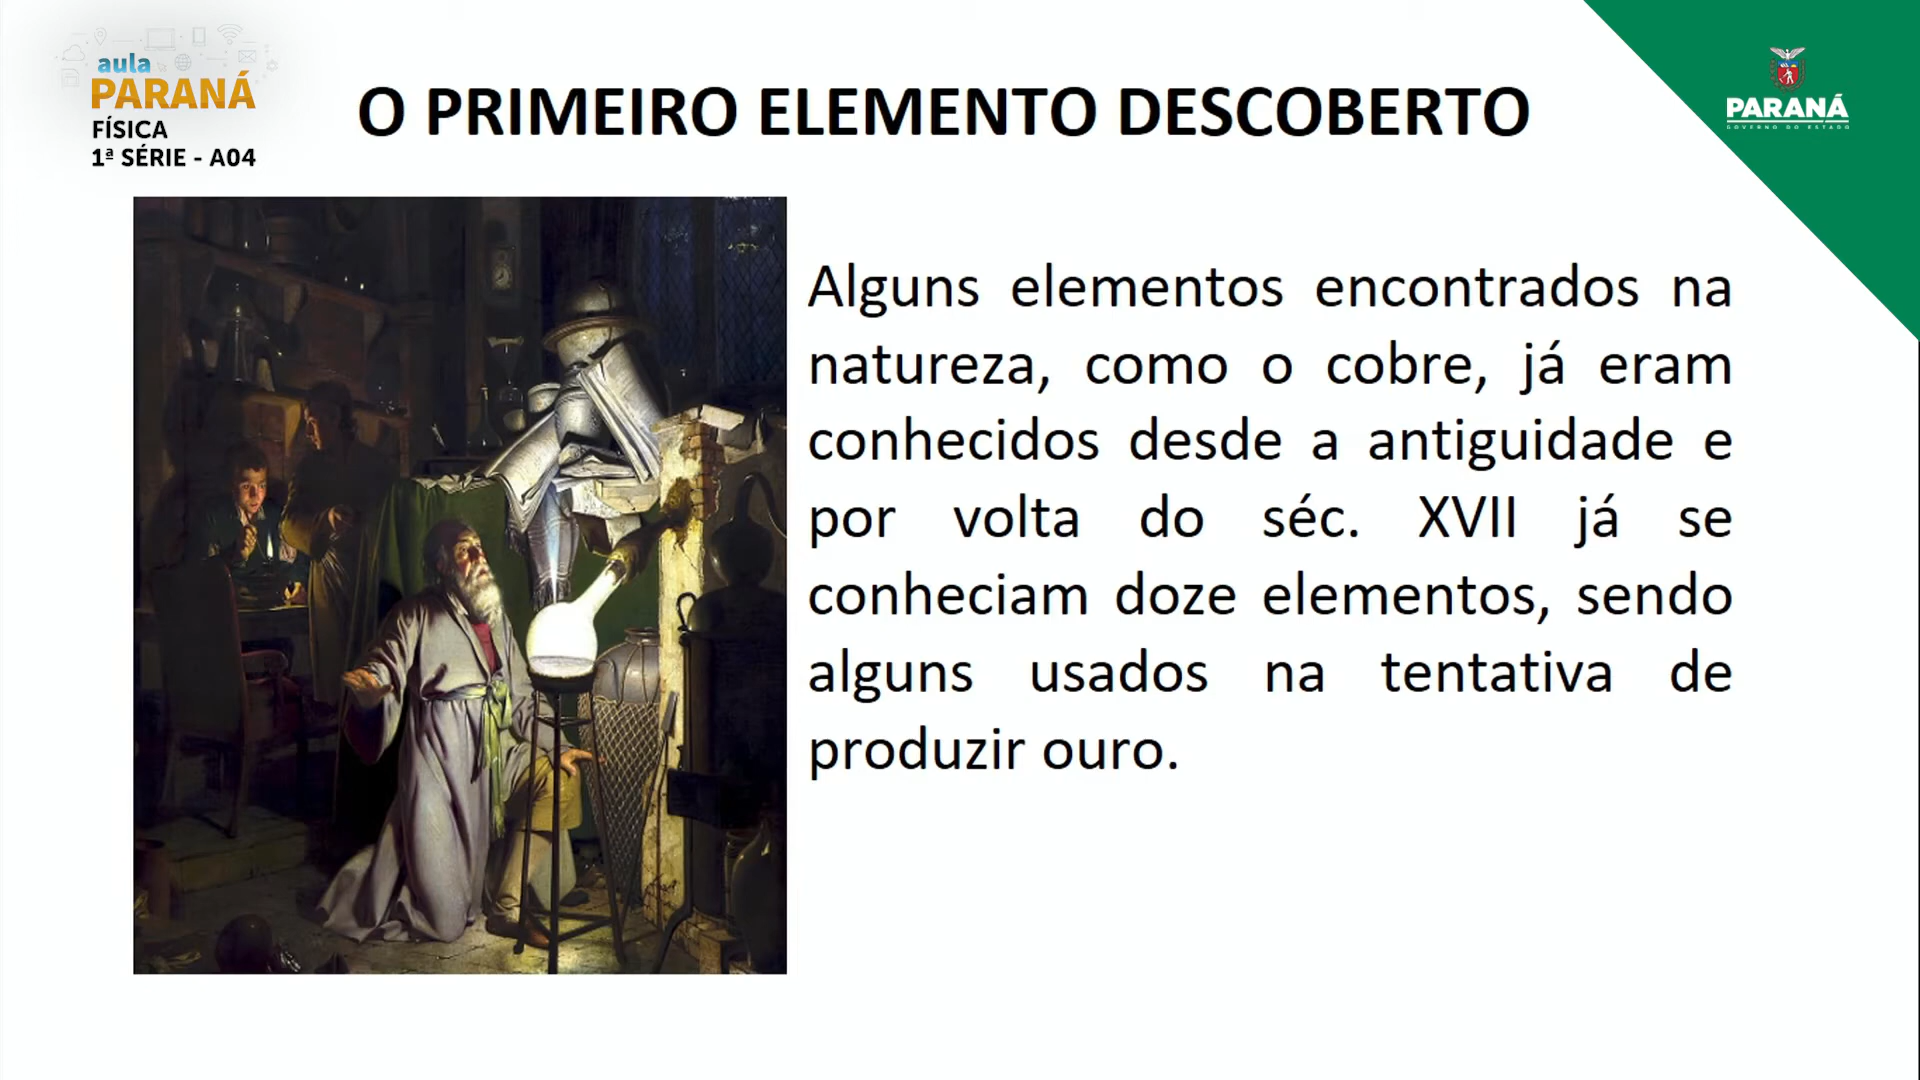 aula
PARANÁ
FÍSICA
1ª SÉRIE - A04
O PRIMEIRO ELEMENTO DESCOBERTO
PARANÁ
GOVERNO DO ESTADO
Alguns elementos encontrados na
natureza, como o cobre, já eram
conhecidos desde a antiguidade e
por volta do séc. XVII já se
conheciam doze elementos, sendo
alguns usados na tentativa de
produzir ouro.